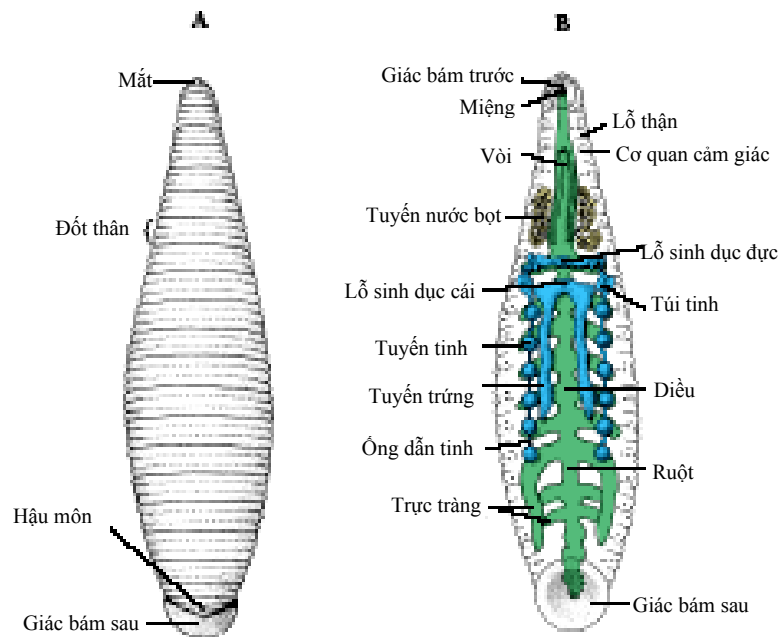 A
Mắt
Đốt thân
Hậu môn
Giác bám sau
B
Giác bám trước
Miệng
Lỗ thận
Cơ quan cảm giác
Vòi
Tuyến nước bọt
Lỗ sinh dục đực
Lỗ sinh dục cái
Túi tinh
Tuyến tinh
Tuyến trứng
Diều
Ống dẫn tinh
Ruột
Trực tràng
Giác bám sau